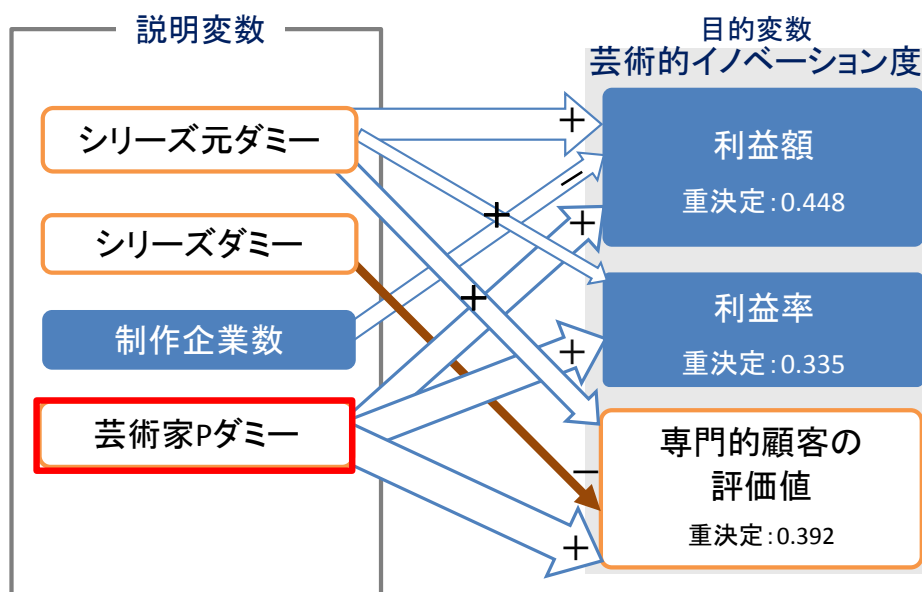 説明変数
目的変数
芸術的イノベーション度
シリーズ元ダミー
シリーズダミー
制作企業数
芸術家Pダミー
+
−
+
+
+
+
+
−
+
利益額
重決定:0.448
利益率
重決定:0.335
専門的顧客の
評価値
重決定:0.392